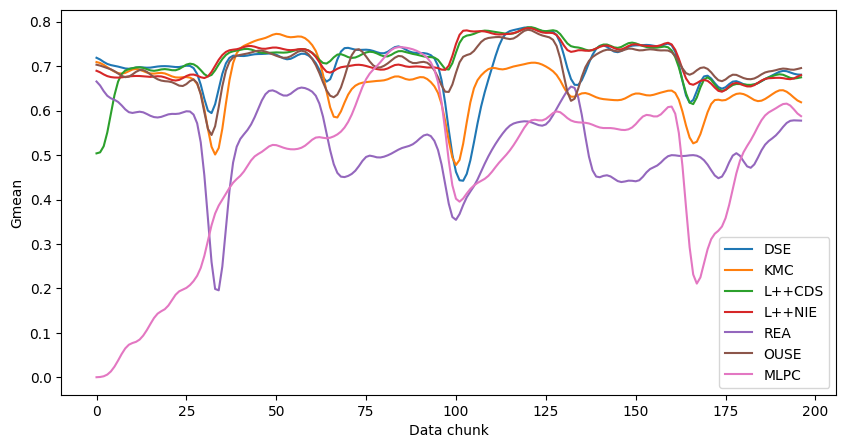 0.8
0.7
0.6
0.5
0.4
0.3
0.2
0.1
0.0
Gmean
0 25 50 75 100 125 150 175 200
Data chunk
DSE
KMC
L++CDS
L++NIE
REA
OUSE
MLPC